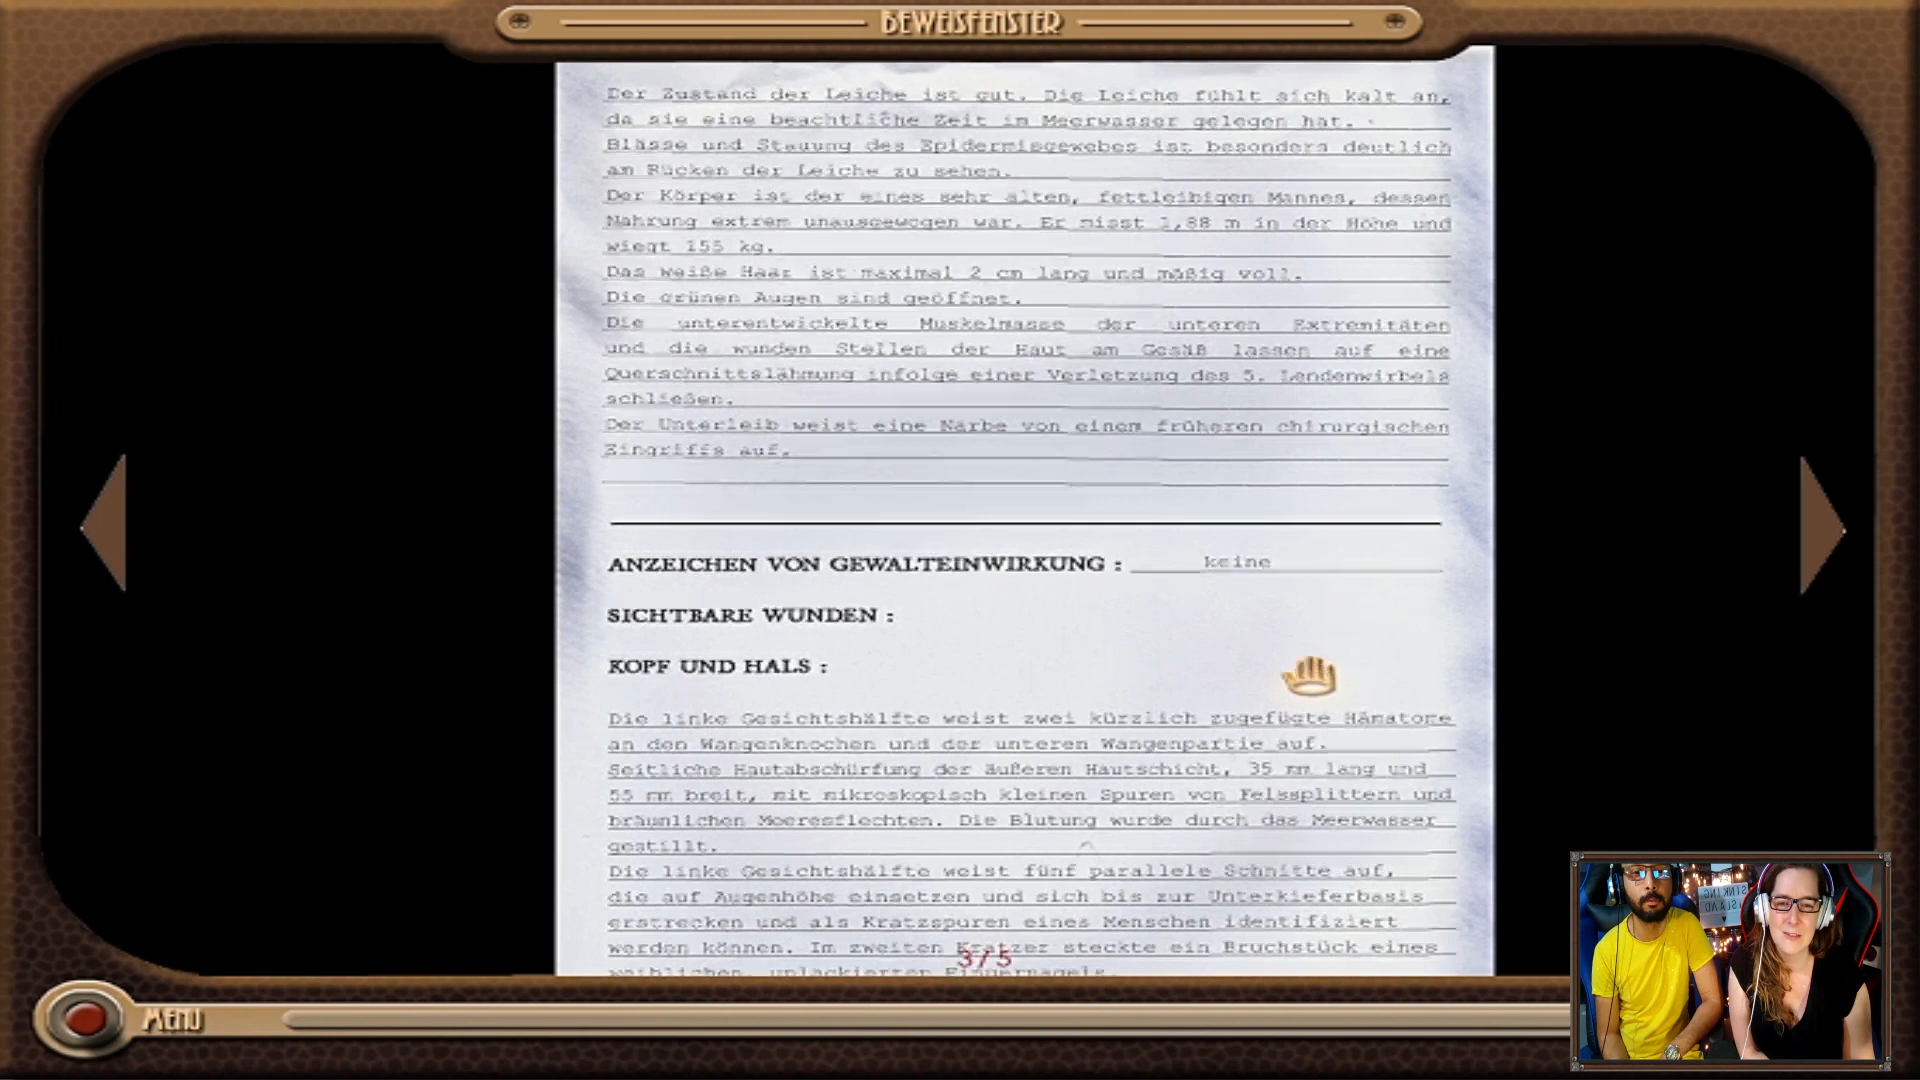 BEWEISFENSTER
Der Zustand der Leiche ist gut. Die Leiche fühlt sich kalt an,
da sie eine beachtliche Zeit im Meerwasser gelegen hat.
Blässe und Stauung des Epidermisgewebes ist besonders deutlich
am Rücken der Leiche zu sehen.
Der Körper ist der eines sehr alten, fettleibigen Mannes, dessen
Nahrung extrem unausgewogen war. Er misst 1,88 m in der Höhe und
wiegt 155 kg.
Das weiße Haar ist maximal 2 cm lang und mäßig voll.
Die grünen Augen sind geöffnet.
Die unterentwickelte Muskelmasse der unteren Extremitäten
und die wunden Stellen der Haut am Gesäß lassen auf eine
Querschnittslähmung infolge einer Verletzung des 5. Lendenwirbels
schließen.
Der Unterleib weist eine Narbe von einem früheren chirurgischen
Eingriffs auf.
ANZEICHEN VON GEWALTEINWIRKUNG : keine
SICHTBARE WUNDEN :
KOPF UND HALS :
Die linke Gesichtshälfte weist zwei kürzlich zugefügte Hämatome
an den Wangenknochen und der unteren Wangenpartie auf.
Seitliche Hautabschürfung der äußeren Hautschicht, 35 mm lang und
55 mm breit, mit mikroskopisch kleinen Spuren von Felssplittern und
bräunlichen Meeresflechten. Die Blutung wurde durch das Meerwasser
gestillt.
Die linke Gesichtshälfte weist fünf parallele Schnitte auf,
die auf Augenhöhe einsetzen und sich bis zur Unterkieferbasis
erstrecken und als Kratzspuren eines Menschen identifiziert
werden können. Im zweiten Kratzer steckte ein Bruchstück eines
weiblichen, unlackierten Fingernagels.
3/5
MENU
SINKING
ISLAND